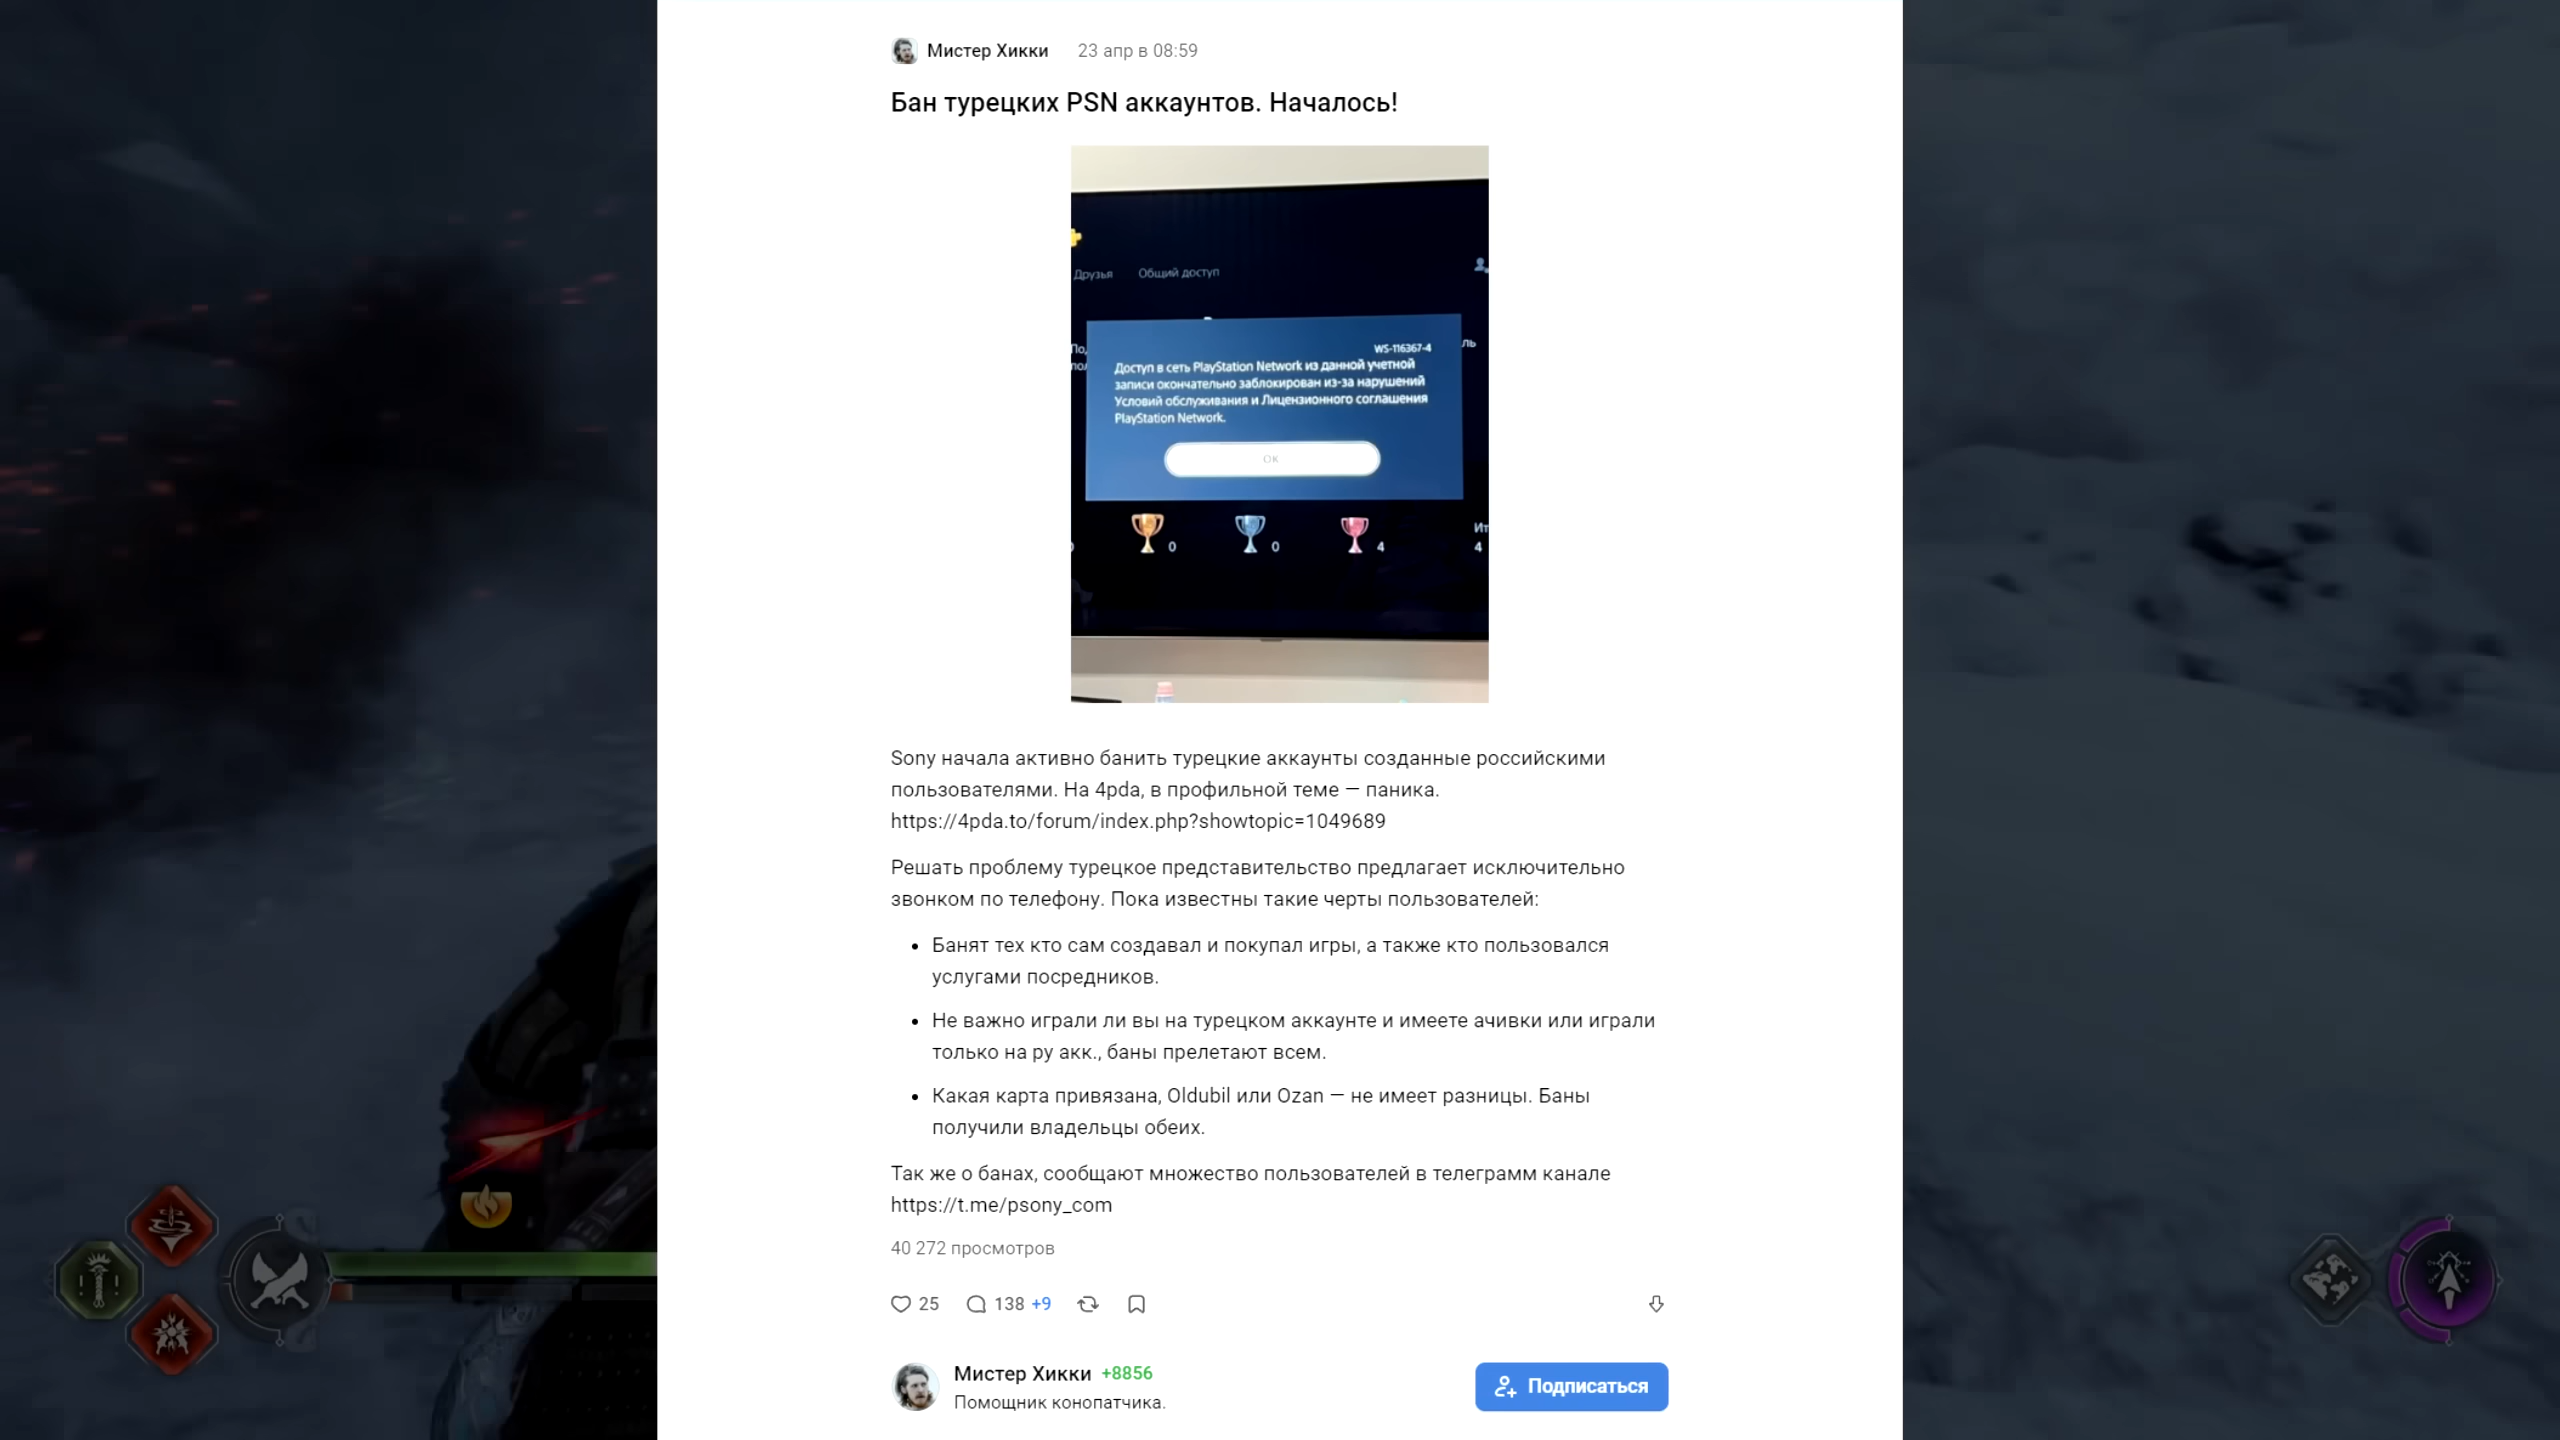 Мистер Хикки 23 апр в 08:59
Бан турецких PSN аккаунтов. Началось!
Друзья Общий доступ
WS-116367-4
Доступ в сеть PlayStation Network из данной учетной
записи окончательно заблокирован из-за нарушений
Условий обслуживания и Лицензионного соглашения
PlayStation Network.
OK
0 0 4 4
Sony начала активно банить турецкие аккаунты созданные российскими
пользователями. На 4pda, в профильной теме — паника.
https://4pda.to/forum/index.php?showtopic=1049689
Решать проблему турецкое представительство предлагает исключительно
звонком по телефону. Пока известны такие черты пользователей:
• Банят тех кто сам создавал и покупал игры, а также кто пользовался
услугами посредников.
• Не важно играли ли вы на турецком аккаунте и имеете ачивки или играли
только на ру акк., баны прелетают всем.
• Какая карта привязана, Oldubil или Ozan — не имеет разницы. Баны
получили владельцы обеих.
Так же о банах, сообщают множество пользователей в телеграмм канале
https://t.me/psony_com
40 272 просмотров
25 138 +9
Мистер Хикки +8856
Помощник конопатчика.
Подписаться